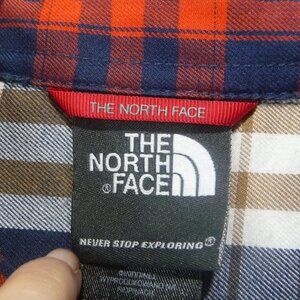 THE NORTH FACE
THE
NORTH
FACE
®
NEVER STOP EXPLORING®